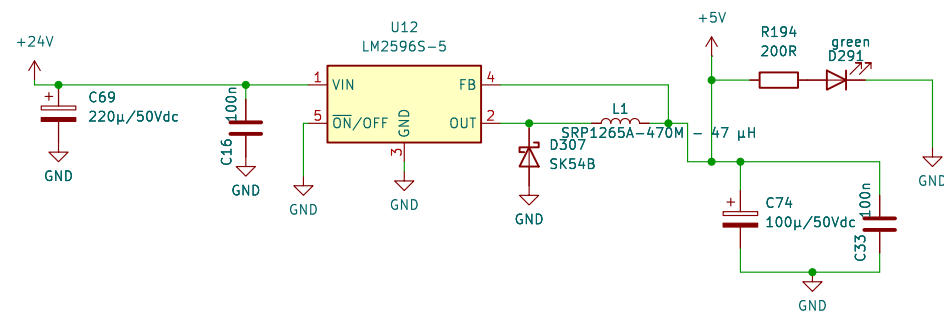 +24V
C69
220µ/50Vdc
GND
100n
C16
GND
U12
LM2596S-5
1
VIN
5
ON/OFF
GND
3
FB
4
OUT
2
GND
GND
L1
SRP1265A-470M - 47 µH
D307
SK54B
GND
+5V
R194
200R
green
D291
GND
C74
100µ/50Vdc
100n
C33
GND